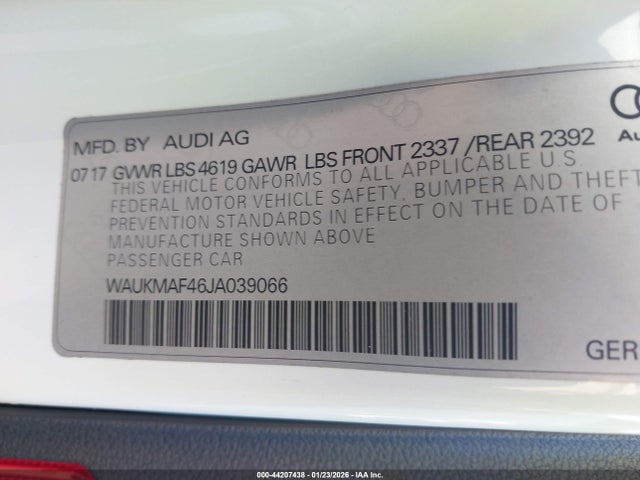 MFD. BY AUDI AG
07 17 GVWR LBS 4619 GAWR LBS FRONT 2337 /REAR 2392
THIS VEHICLE CONFORMS TO ALL APPLICABLE U.S.
FEDERAL MOTOR VEHICLE SAFETY, BUMPER AND THEFT
PREVENTION STANDARDS IN EFFECT ON THE DATE OF
MANUFACTURE SHOWN ABOVE
PASSENGER CAR
WAUKMAF46JA039066
Au
GER
000-44207438 - 01/23/2026 - IAA Inc.